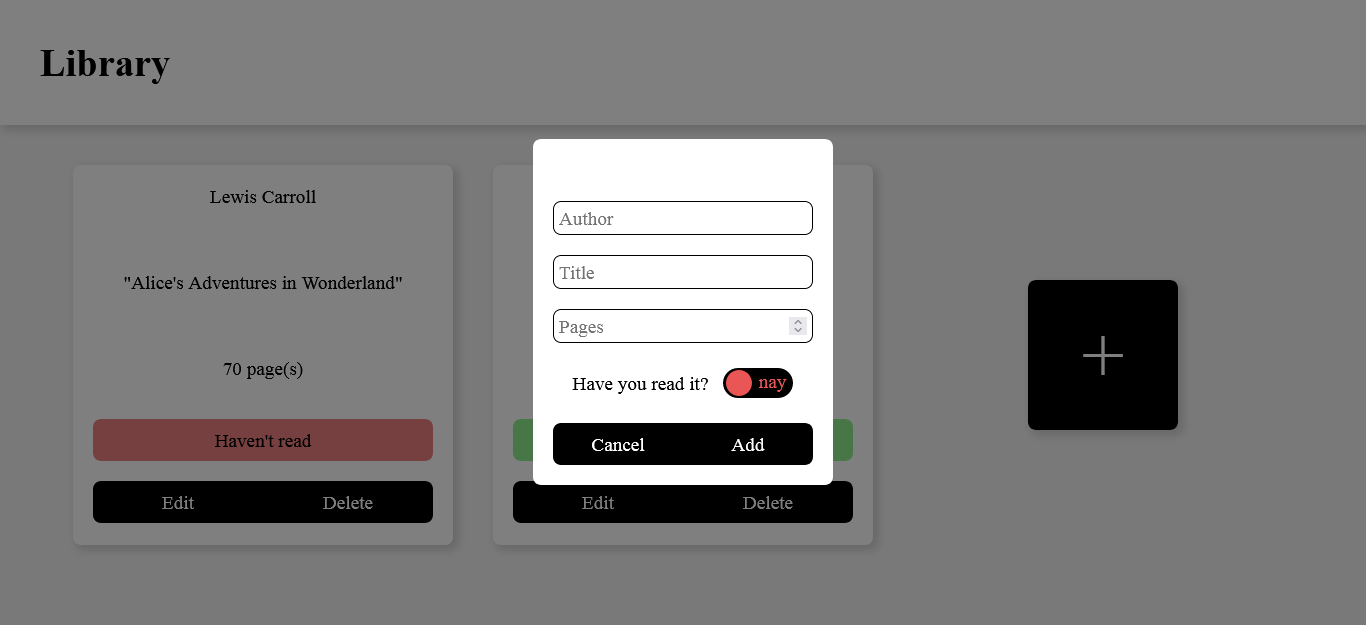 Library
Lewis Carroll
"Alice's Adventures in Wonderland"
70 page(s)
Haven't read
Edit Delete
Author
Title
Pages
Have you read it? nay
Cancel Add
Edit Delete